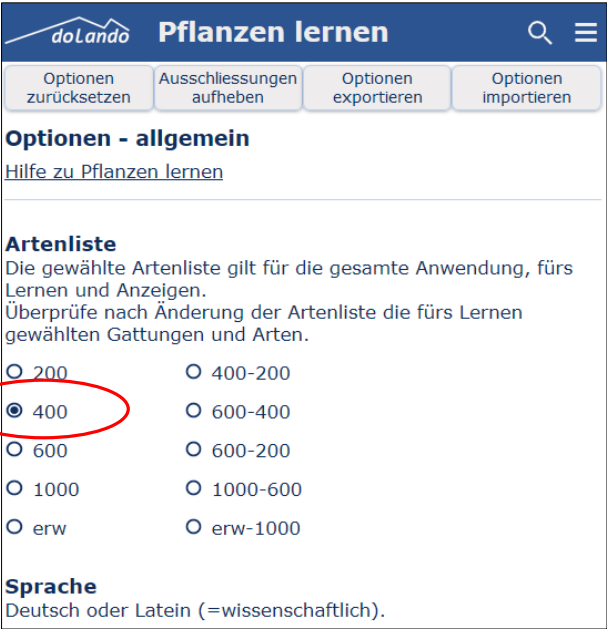 doLando Pflanzen lernen
Optionen zurücksetzen
Ausschliessungen aufheben
Optionen exportieren
Optionen importieren
Optionen - allgemein
Hilfe zu Pflanzen lernen
Artenliste
Die gewählte Artenliste gilt für die gesamte Anwendung, fürs
Lernen und Anzeigen.
Überprüfe nach Änderung der Artenliste die fürs Lernen
gewählten Gattungen und Arten.
200 400-200
400 600-400
600 600-200
1000 1000-600
erw erw-1000
Sprache
Deutsch oder Latein (=wissenschaftlich).